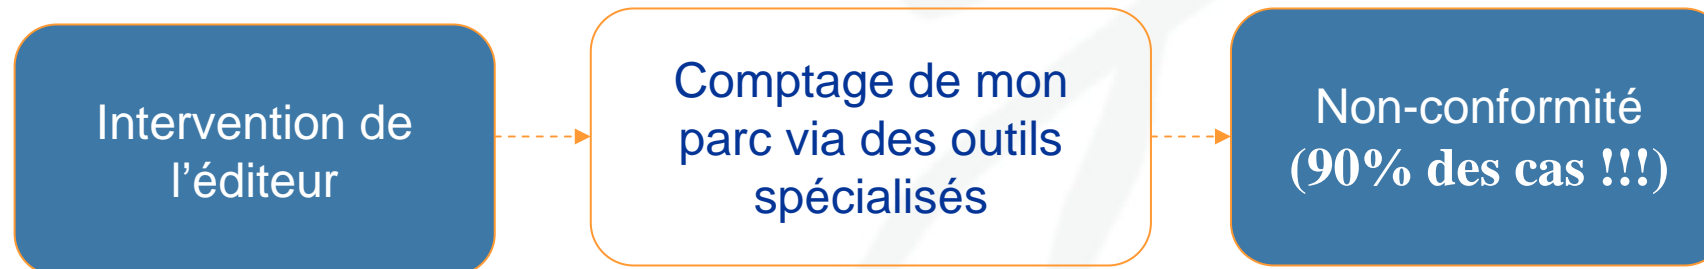 Intervention de
l’éditeur
Comptage de mon
parc via des outils
spécialisés
Non-conformité
(90% des cas !!!)